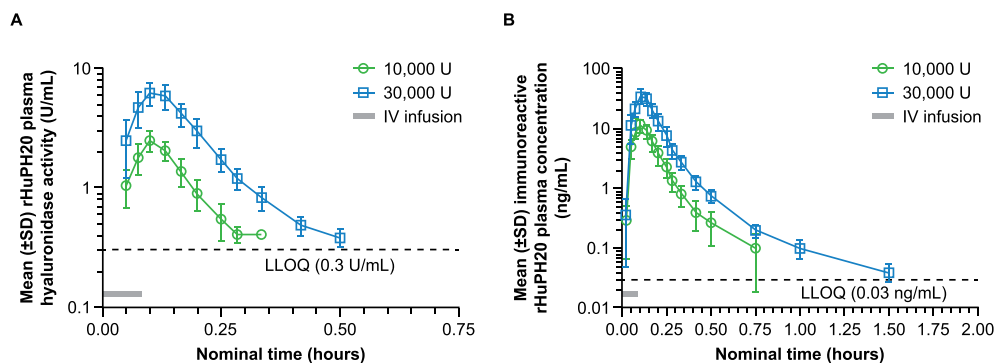 A
Mean (±SD) rHuPH20 plasma
hyaluronidase activity (U/mL)
10
1
0.1
10,000 U
30,000 U
IV infusion
LLOQ (0.3 U/mL)
0.00
0.25
0.50
0.75
Nominal time (hours)
B
Mean (±SD) immunoreactive
rHuPH20 plasma concentration
(ng/mL)
100
10
1
0.1
0.01
10,000 U
30,000 U
IV infusion
LLOQ (0.03 ng/mL)
0.00
0.25
0.50
0.75
1.00
1.25
1.50
1.75
2.00
Nominal time (hours)